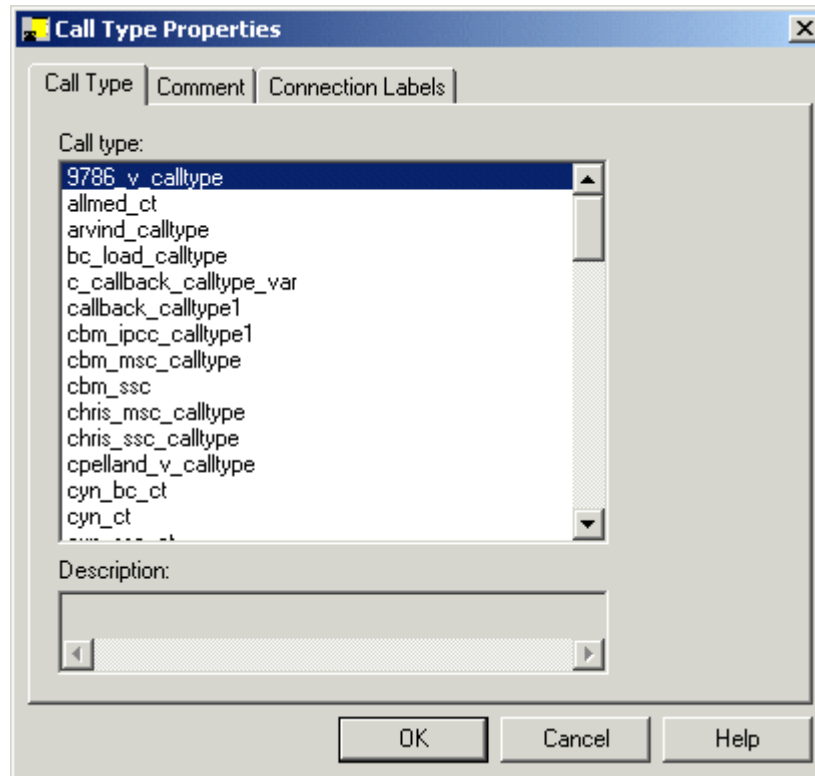 Call Type Properties
Call Type Comment Connection Labels
Call type:
9786_v_calltype
allmed_ct
arvind_calltype
bc_load_calltype
c_callback_calltype_var
callback_calltype1
cbm_ipcc_calltype1
cbm_msc_calltype
cbm_ssc
chris_msc_calltype
chris_ssc_calltype
cpelland_v_calltype
cyn_bc_ct
cyn_ct
Description:
OK Cancel Help